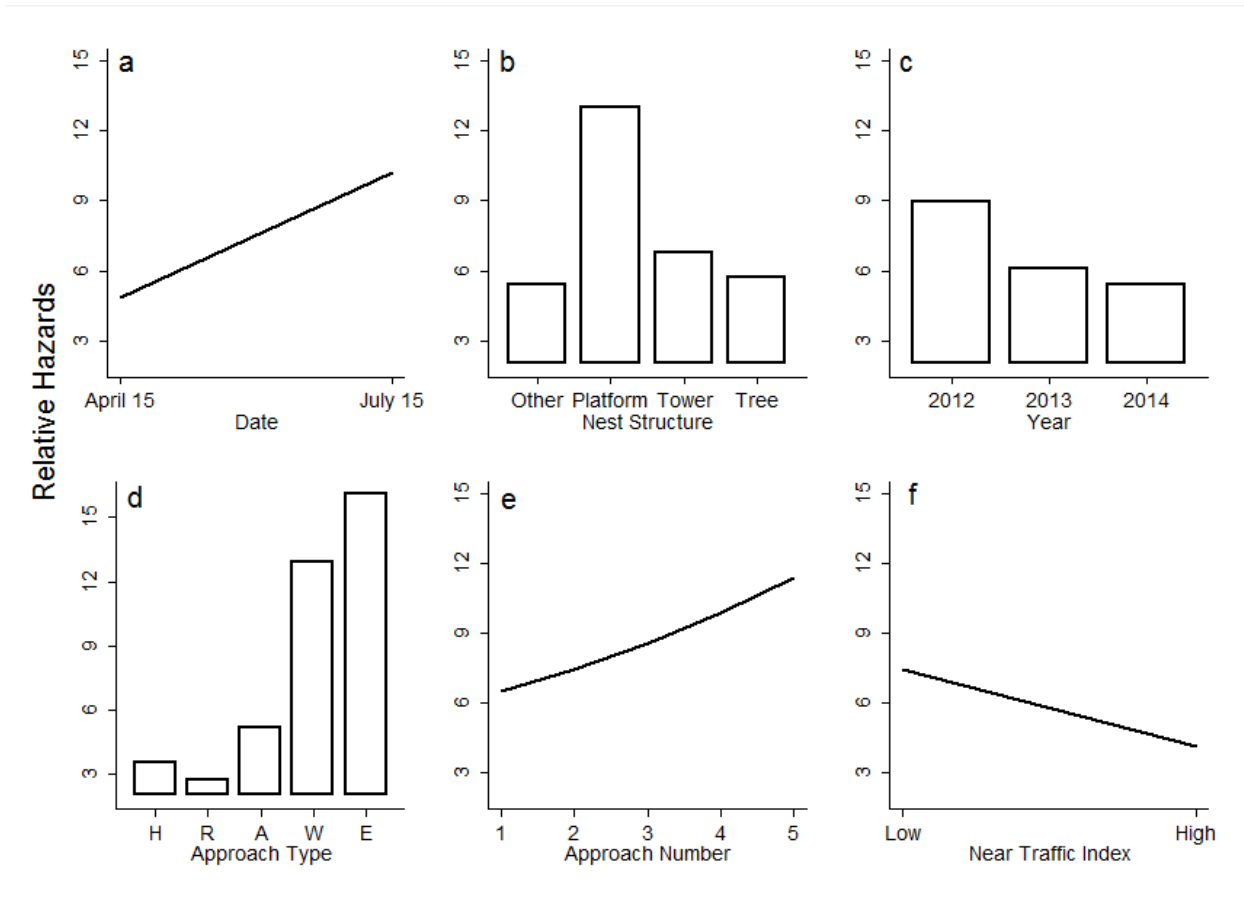 Relative Hazards
a
15
12
9
6
3
April 15 July 15
Date
b
15
12
9
6
3
Other Platform Tower Tree
Nest Structure
c
15
12
9
6
3
2012 2013 2014
Year
d
15
12
9
6
3
H R A W E
Approach Type
e
15
12
9
6
3
1 2 3 4 5
Approach Number
f
15
12
9
6
3
Low High
Near Traffic Index